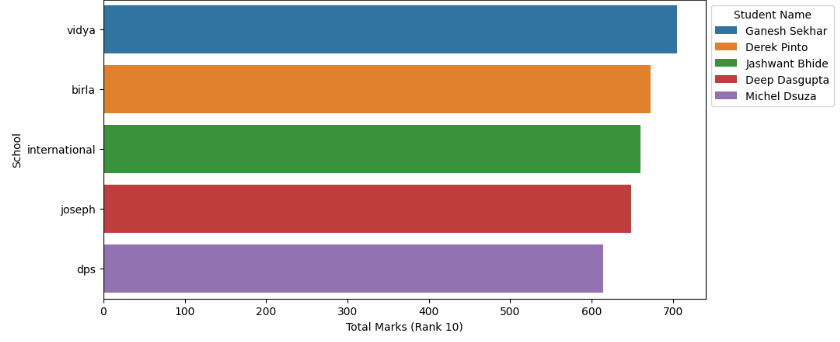 vidya
birla
international
joseph
dps
School
0 100 200 300 400 500 600 700
Total Marks (Rank 10)
Student Name
Ganesh Sekhar
Derek Pinto
Jashwant Bhide
Deep Dasgupta
Michel Dsuza